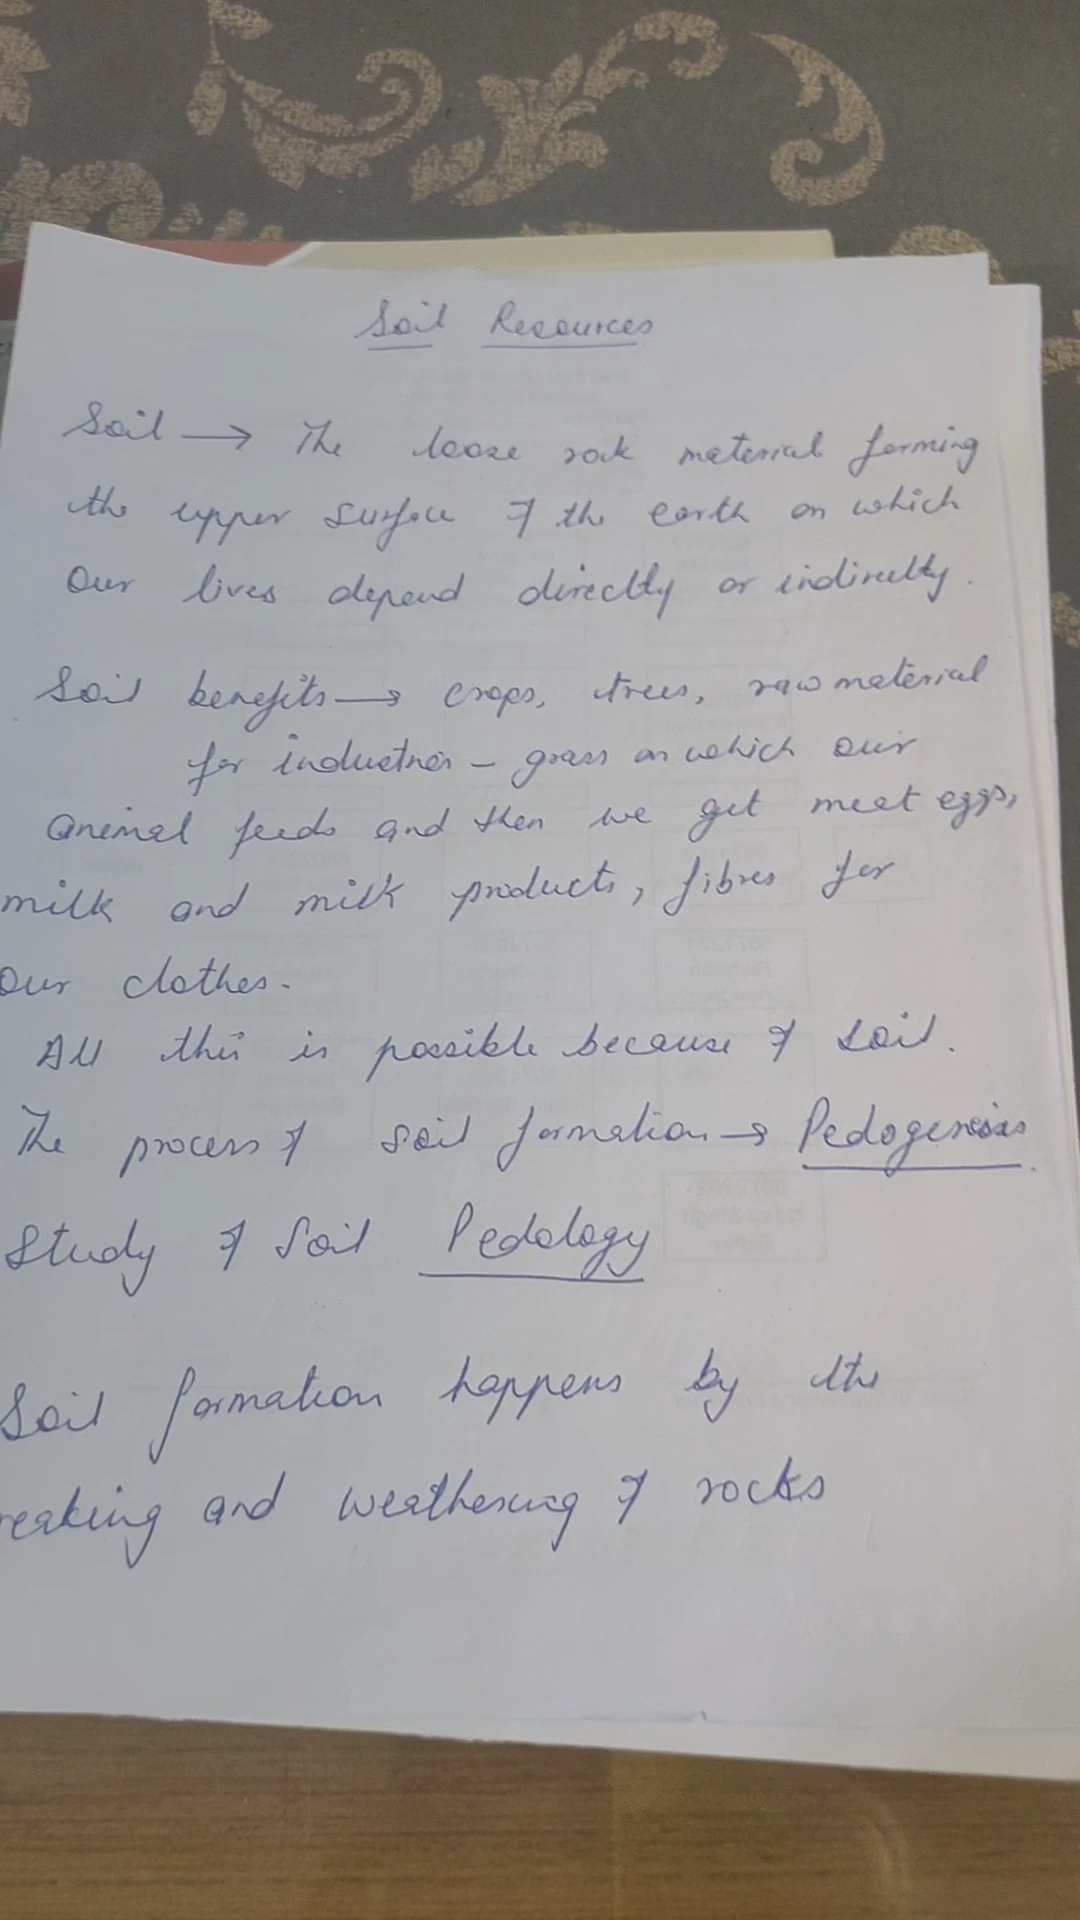 Soil Resources
Soil → The loose rock material forming
the upper surface of the earth on which
Our lives depend directly or indirectly.
Soil benefits → crops, trees, raw material
for industries - grass on which our
animal feeds and then we get meat eggs,
milk and milk products, fibres for
our clothes.
All this is possible because of soil.
The process of soil formation → Pedogenesis
Study of Soil Pedology
Soil formation happens by the
reaking and weathering of rocks